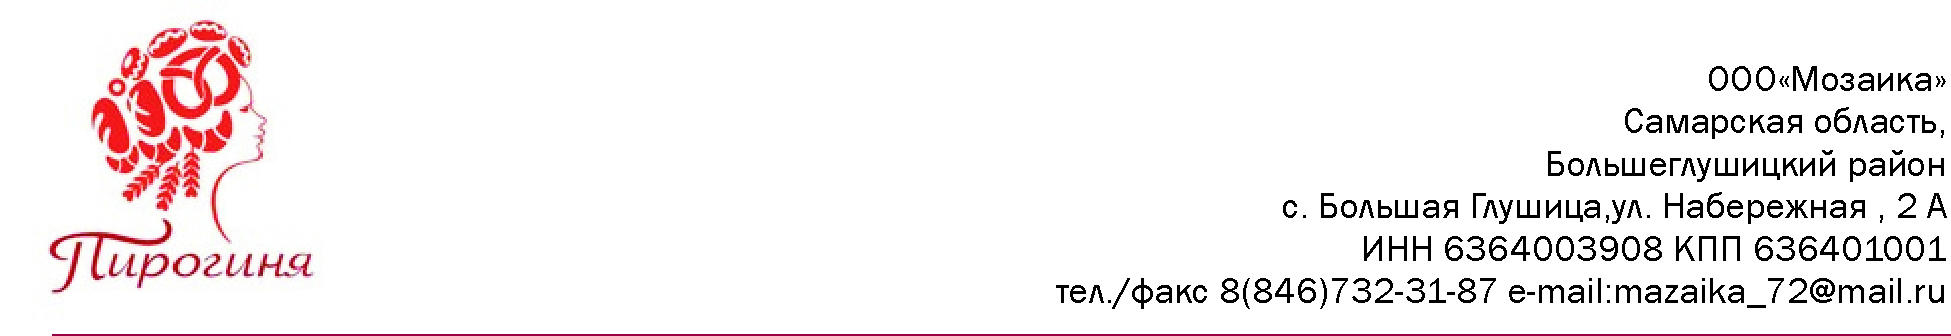 Пирогиня
ООО«Мозаика»
Самарская область,
Большеглушицкий район
с. Большая Глушица,ул. Набережная , 2 А
ИНН 6364003908 КПП 636401001
тел./факс 8(846)732-31-87 e-mail:mazaika_72@mail.ru